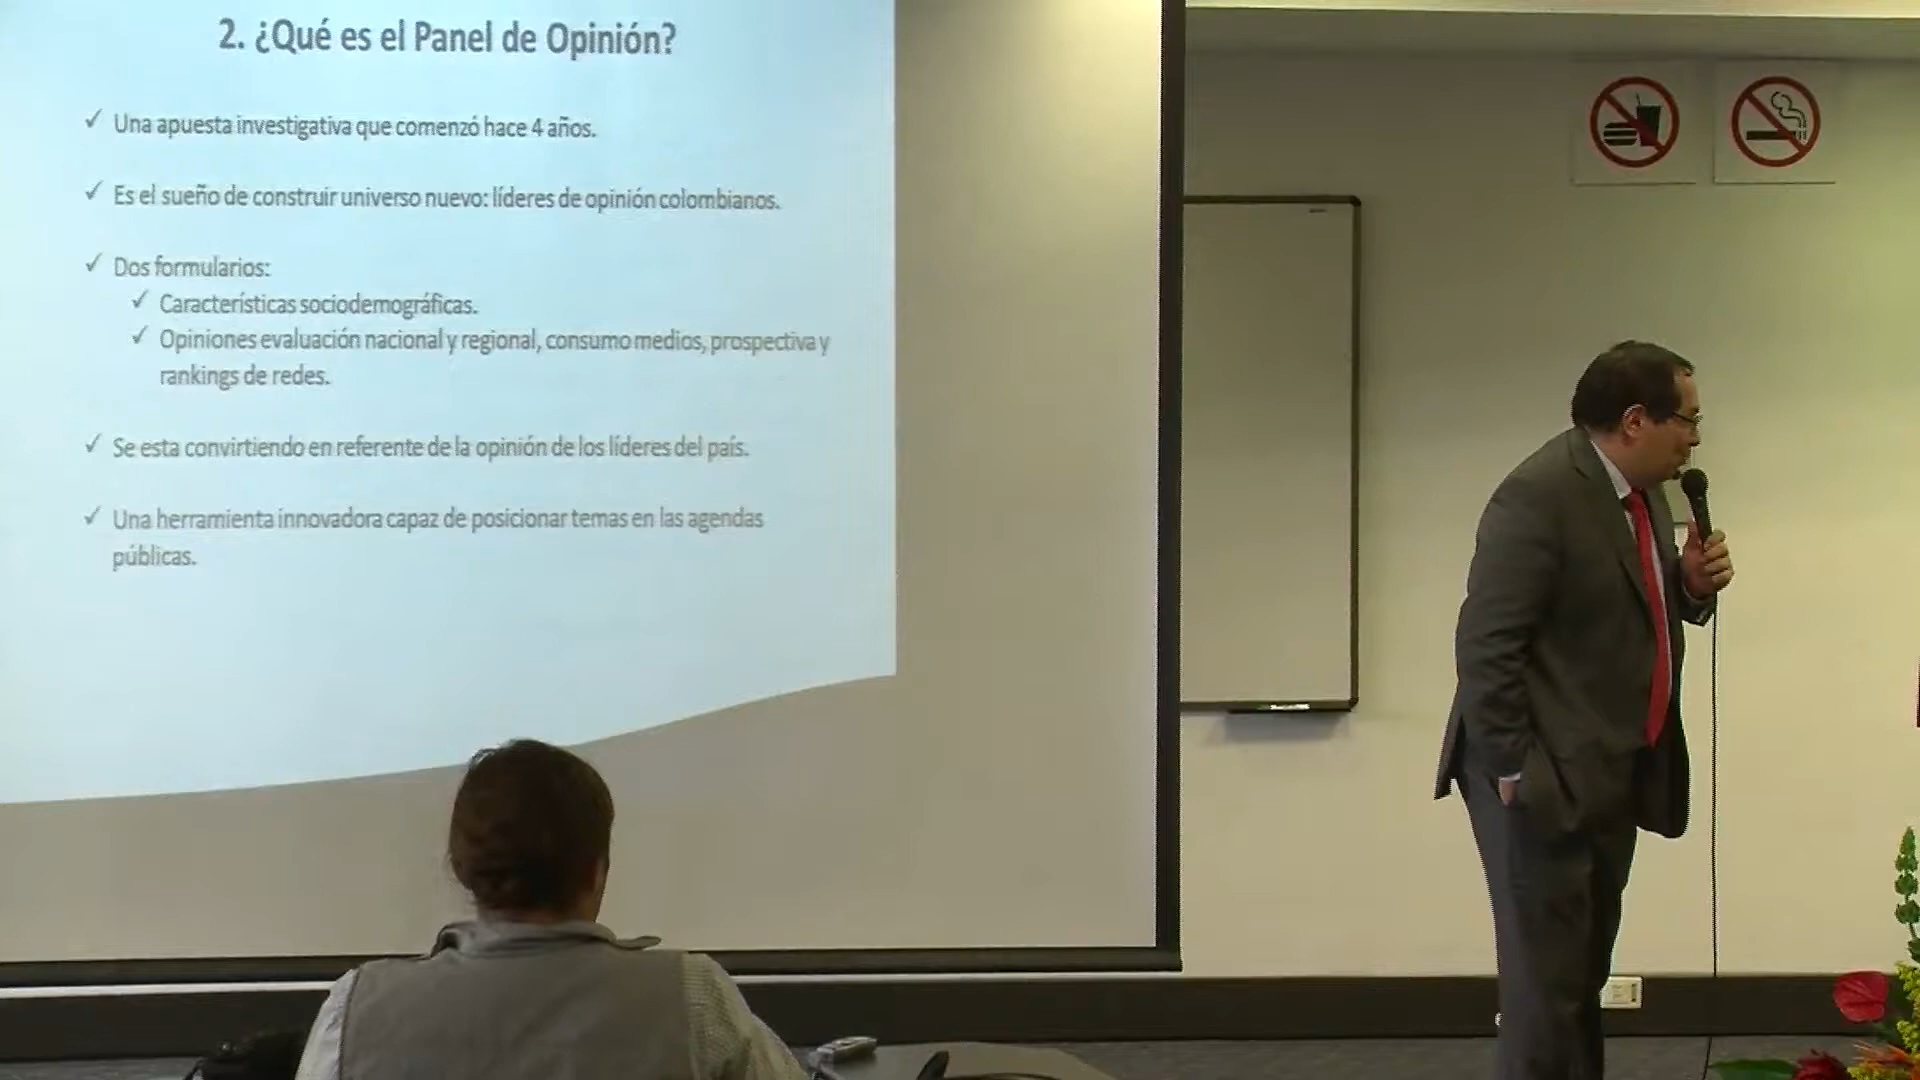 2. ¿Qué es el Panel de Opinión?
✓ Una apuesta investigativa que comenzó hace 4 años.
✓ Es el sueño de construir universo nuevo: líderes de opinión colombianos.
✓ Dos formularios:
✓ Características sociodemográficas.
✓ Opiniones evaluación nacional y regional, consumo medios, prospectiva y
rankings de redes.
✓ Se esta convirtiendo en referente de la opinión de los líderes del país.
✓ Una herramienta innovadora capaz de posicionar temas en las agendas
públicas.